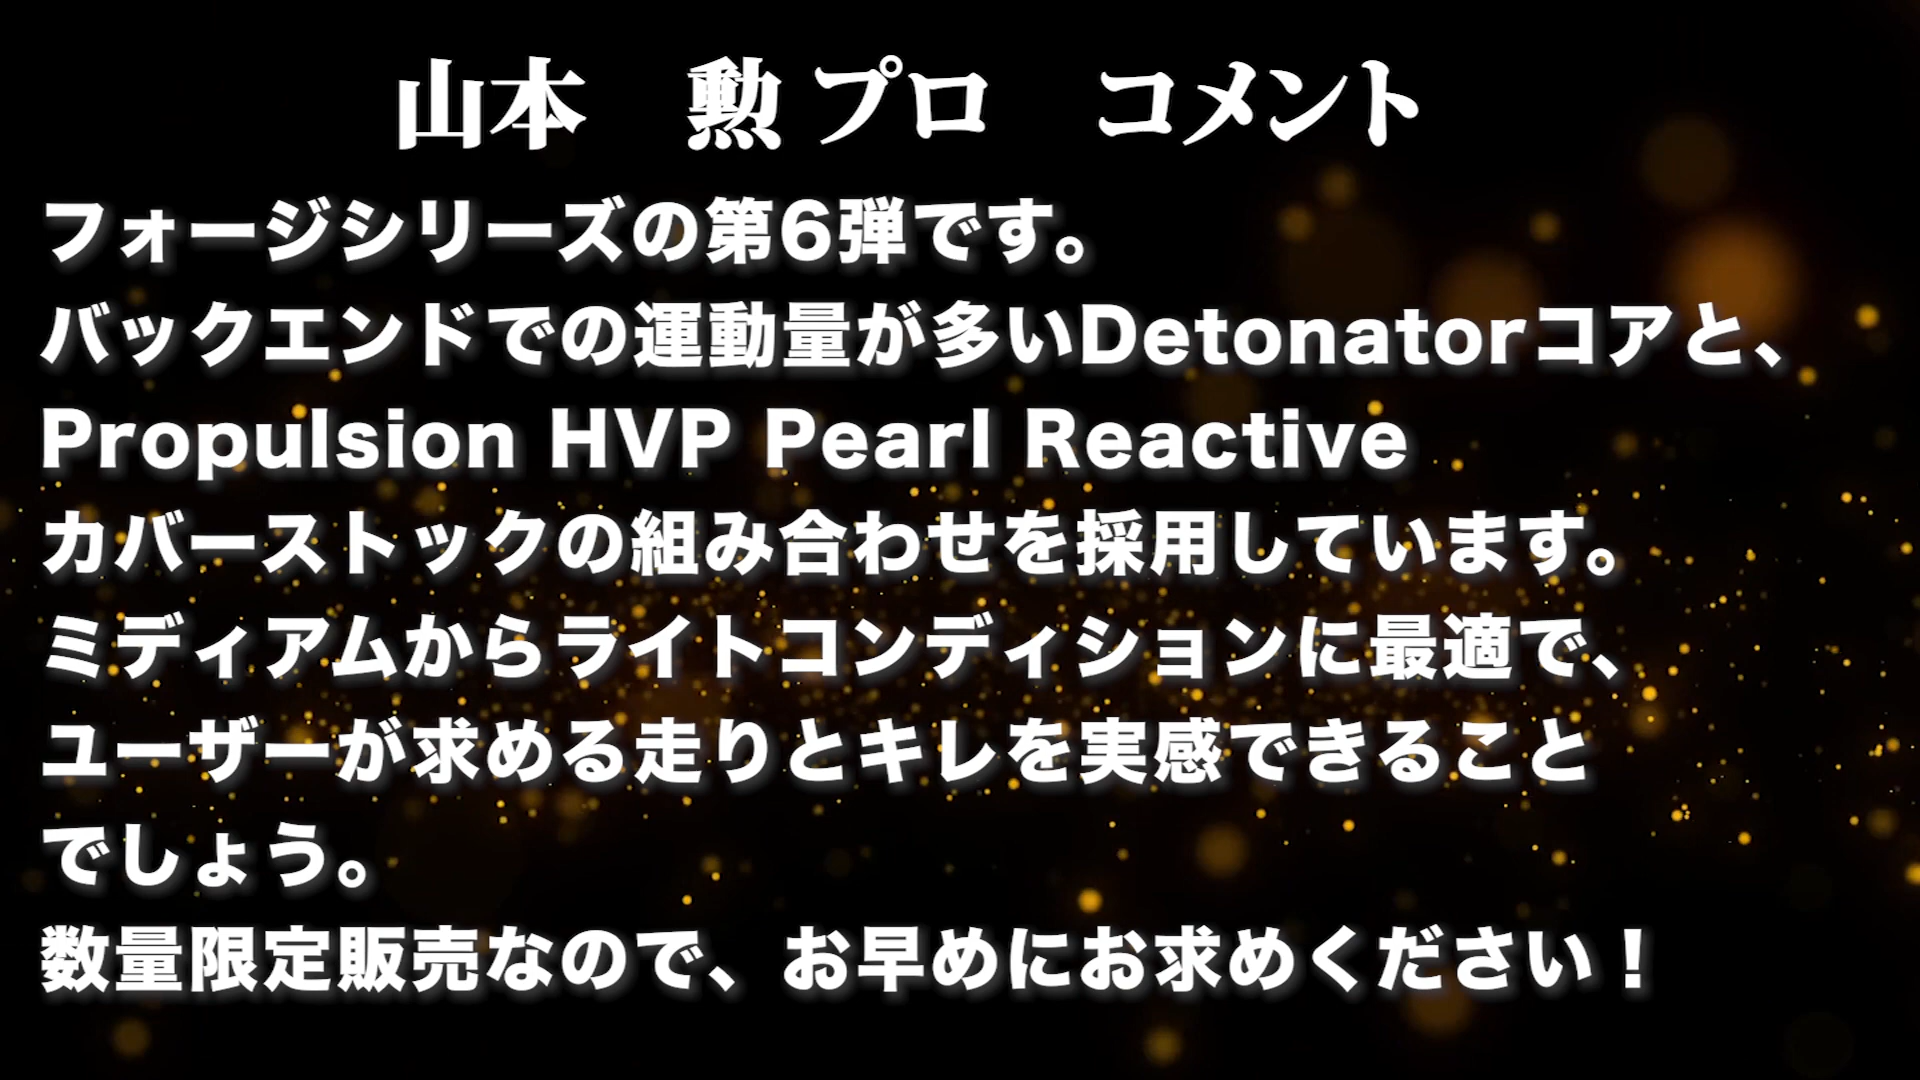 山本　勲 プロ　コメント
フォージシリーズの第6弾です。
バックエンドでの運動量が多いDetonatorコアと、
Propulsion HVP Pearl Reactive
カバーストックの組み合わせを採用しています。
ミディアムからライトコンディションに最適で、
ユーザーが求める走りとキレを実感できること
でしょう。
数量限定販売なので、お早めにお求めください！